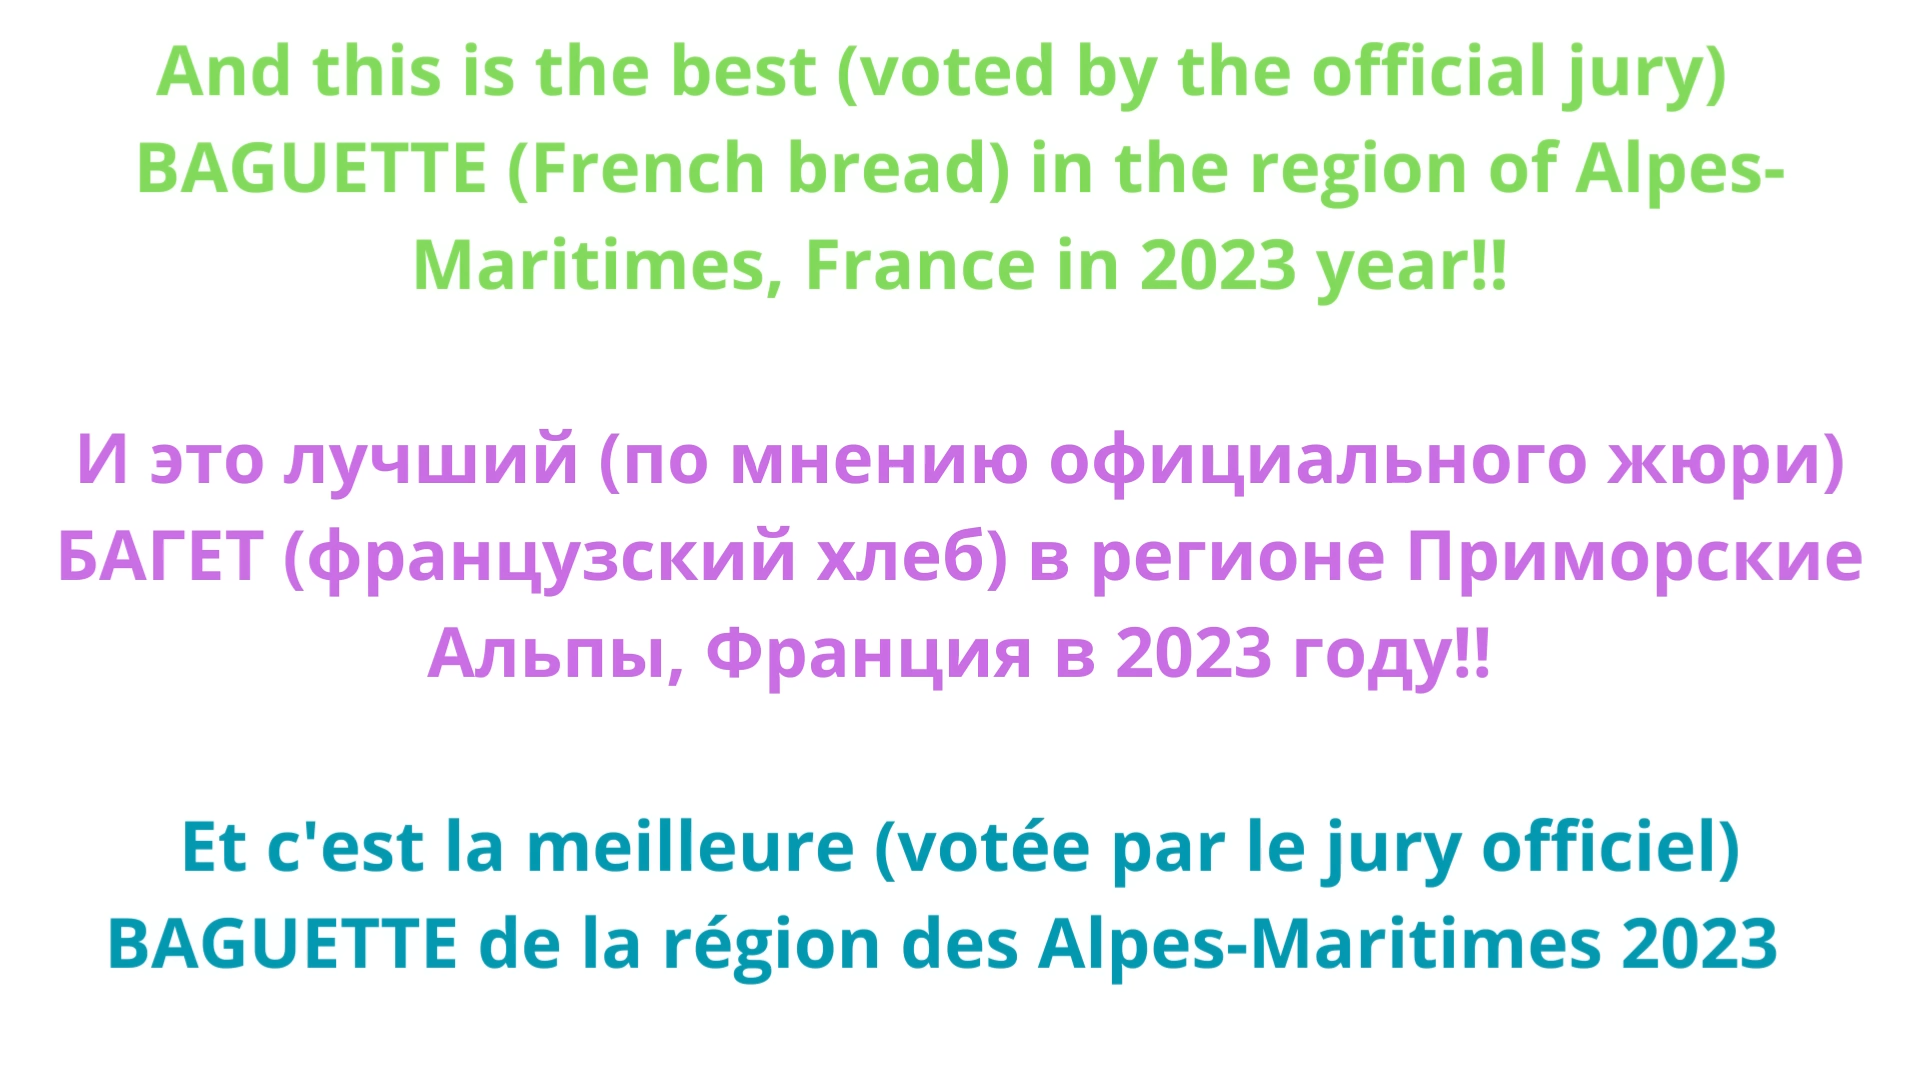 And this is the best (voted by the official jury)
BAGUETTE (French bread) in the region of Alpes-
Maritimes, France in 2023 year!!
И это лучший (по мнению официального жюри)
БАГЕТ (французский хлеб) в регионе Приморские
Альпы, Франция в 2023 году!!
Et c'est la meilleure (votée par le jury officiel)
BAGUETTE de la région des Alpes-Maritimes 2023